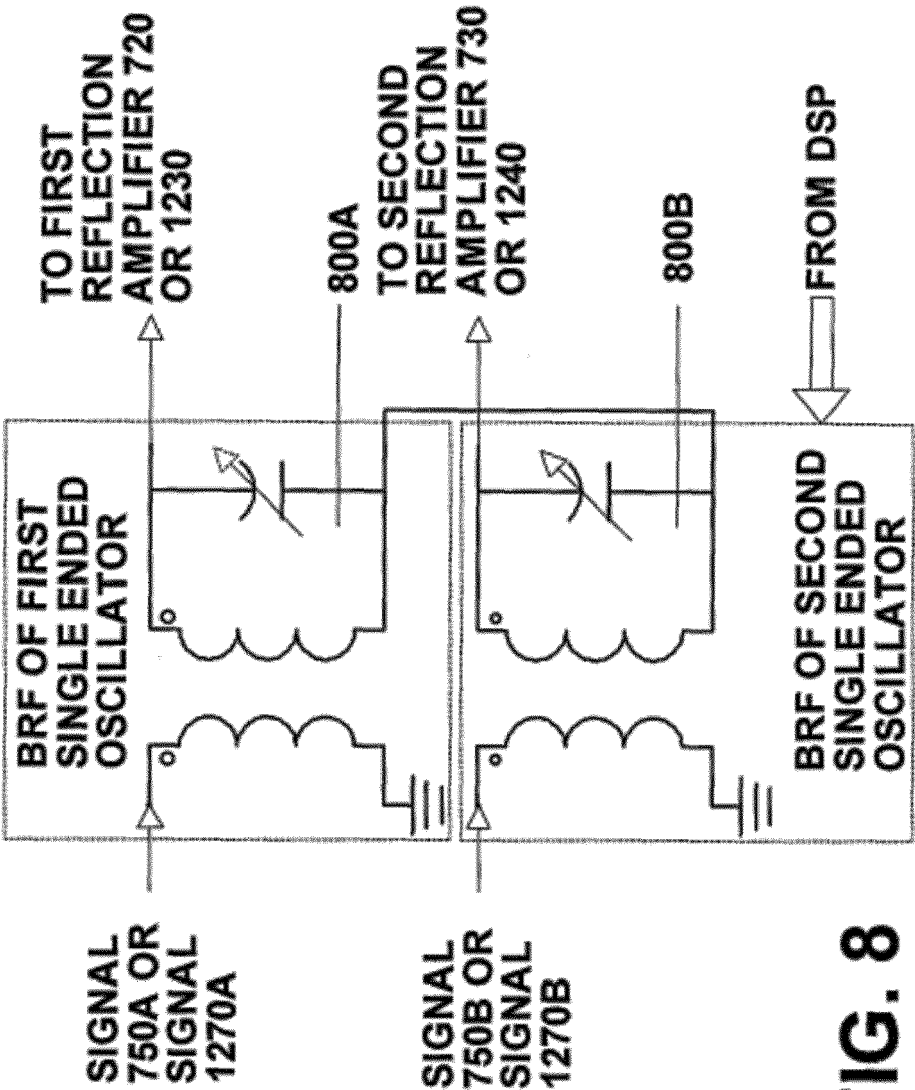 SIGNAL
750A OR
SIGNAL
1270A
BRF OF FIRST
SINGLE ENDED
OSCILLATOR
TO FIRST
REFLECTION
AMPLIFIER 720
OR 1230
800A
SIGNAL
750B OR
SIGNAL
1270B
TO SECOND
REFLECTION
AMPLIFIER 730
OR 1240
800B
BRF OF SECOND
SINGLE ENDED
OSCILLATOR
FROM DSP
IG. 8